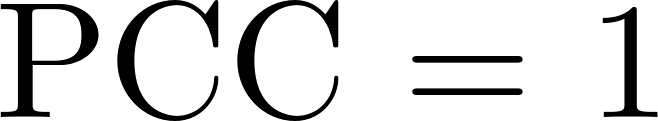 PCC = 1